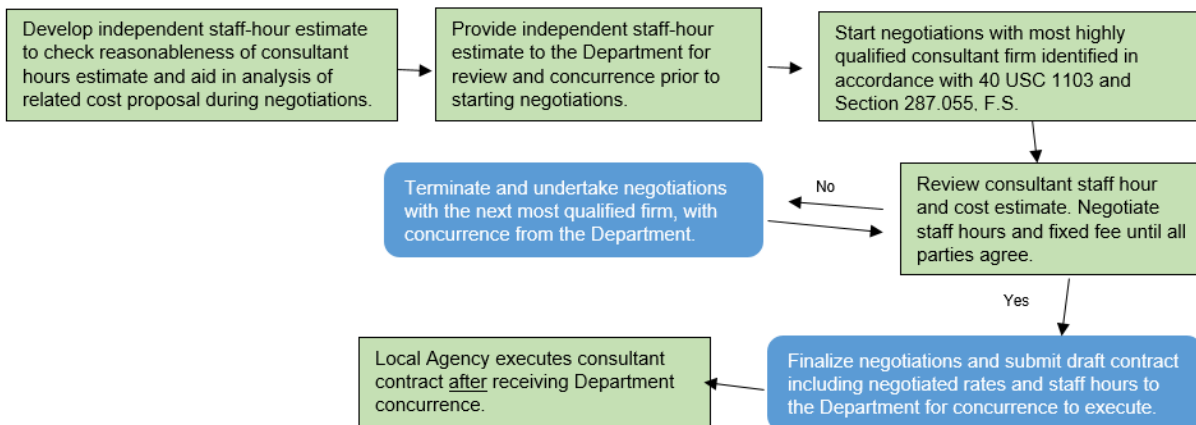 Develop independent staff-hour estimate
to check reasonableness of consultant
hours estimate and aid in analysis of
related cost proposal during negotiations.
Provide independent staff-hour
estimate to the Department for
review and concurrence prior to
starting negotiations.
Start negotiations with most highly
qualified consultant firm identified in
accordance with 40 USC 1103 and
Section 287.055, F.S.
Review consultant staff hour
and cost estimate. Negotiate
staff hours and fixed fee until all
parties agree.
No
Terminate and undertake negotiations
with the next most qualified firm, with
concurrence from the Department.
Yes
Finalize negotiations and submit draft contract
including negotiated rates and staff hours to
the Department for concurrence to execute.
Local Agency executes consultant
contract after receiving Department
concurrence.